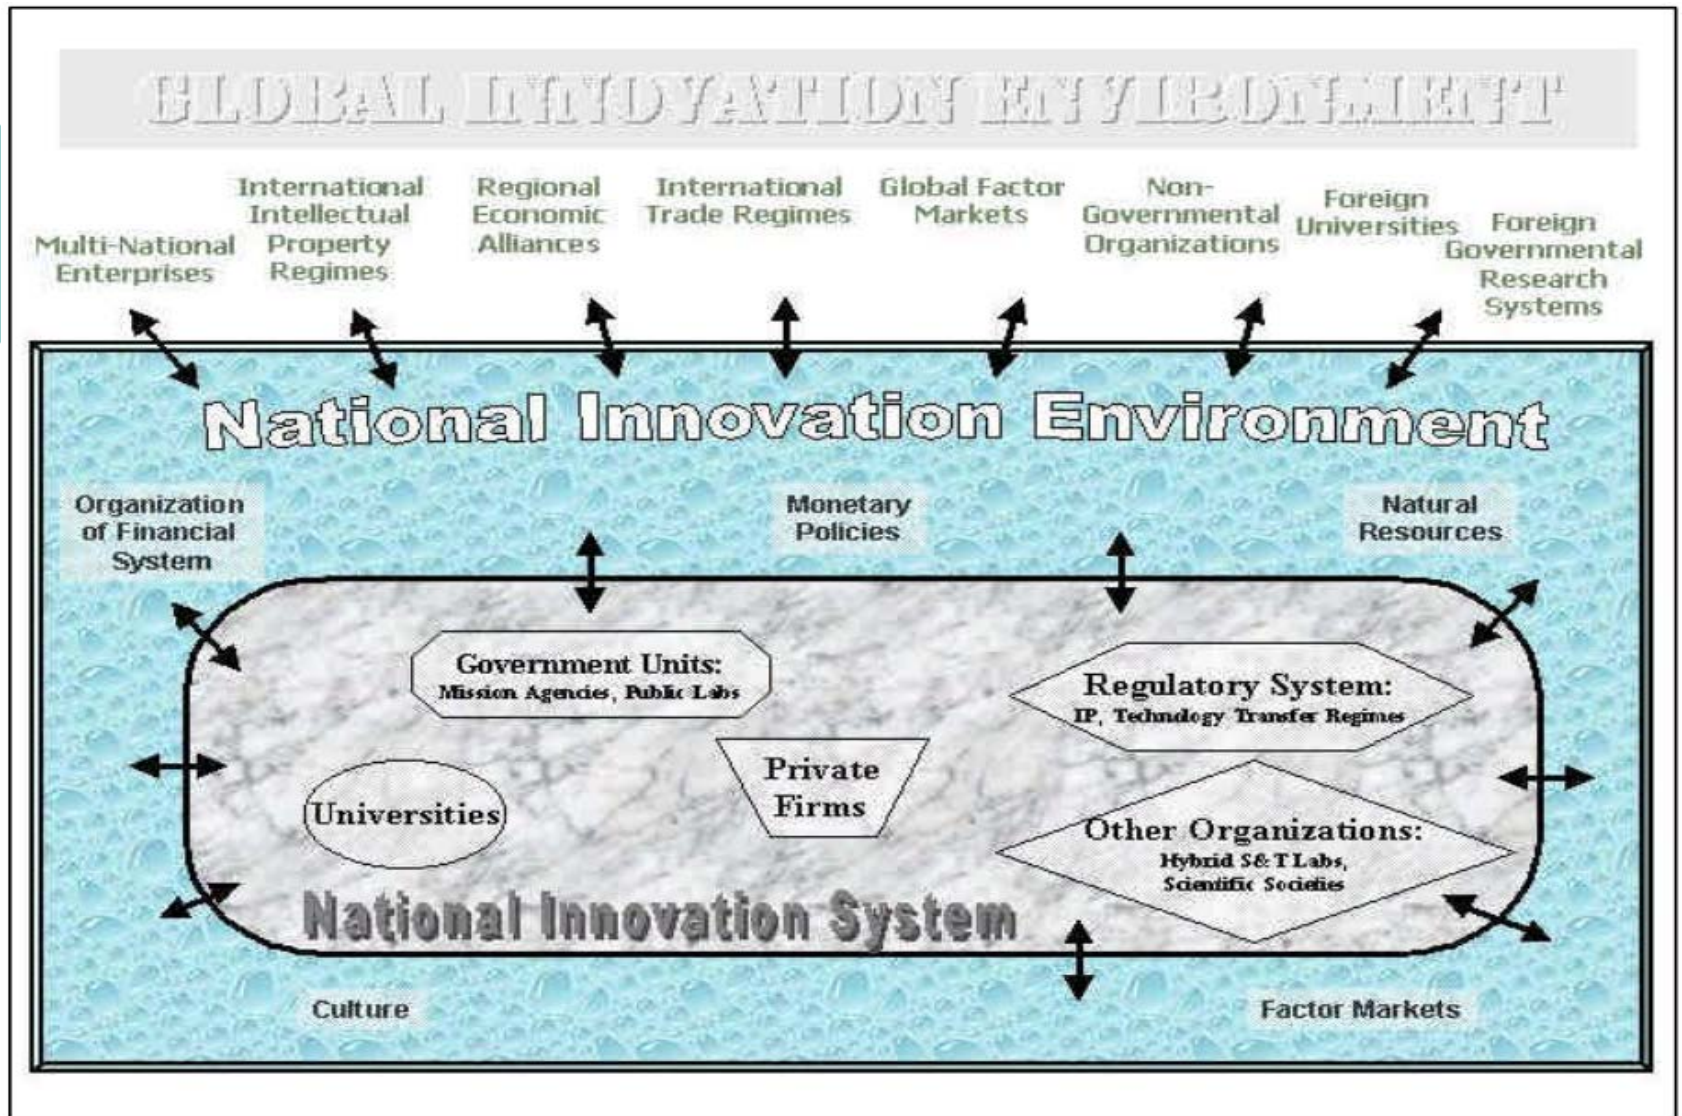 GLOBAL INNOVATION ENVIRONMENT
Multi-National
Enterprises
International
Intellectual
Property
Regimes
Regional
Economic
Alliances
International
Trade Regimes
Global Factor
Markets
Non-
Governmental
Organizations
Foreign
Universities
Foreign
Governmental
Research
Systems
National Innovation Environment
Organization
of Financial
System
Monetary
Policies
Natural
Resources
Government Units:
Mission Agencies, Public Labs
Regulatory System:
IP, Technology Transfer Regimes
Private
Firms
Universities
Other Organizations:
Hybrid S&T Labs,
Scientific Societies
National Innovation System
Culture
Factor Markets